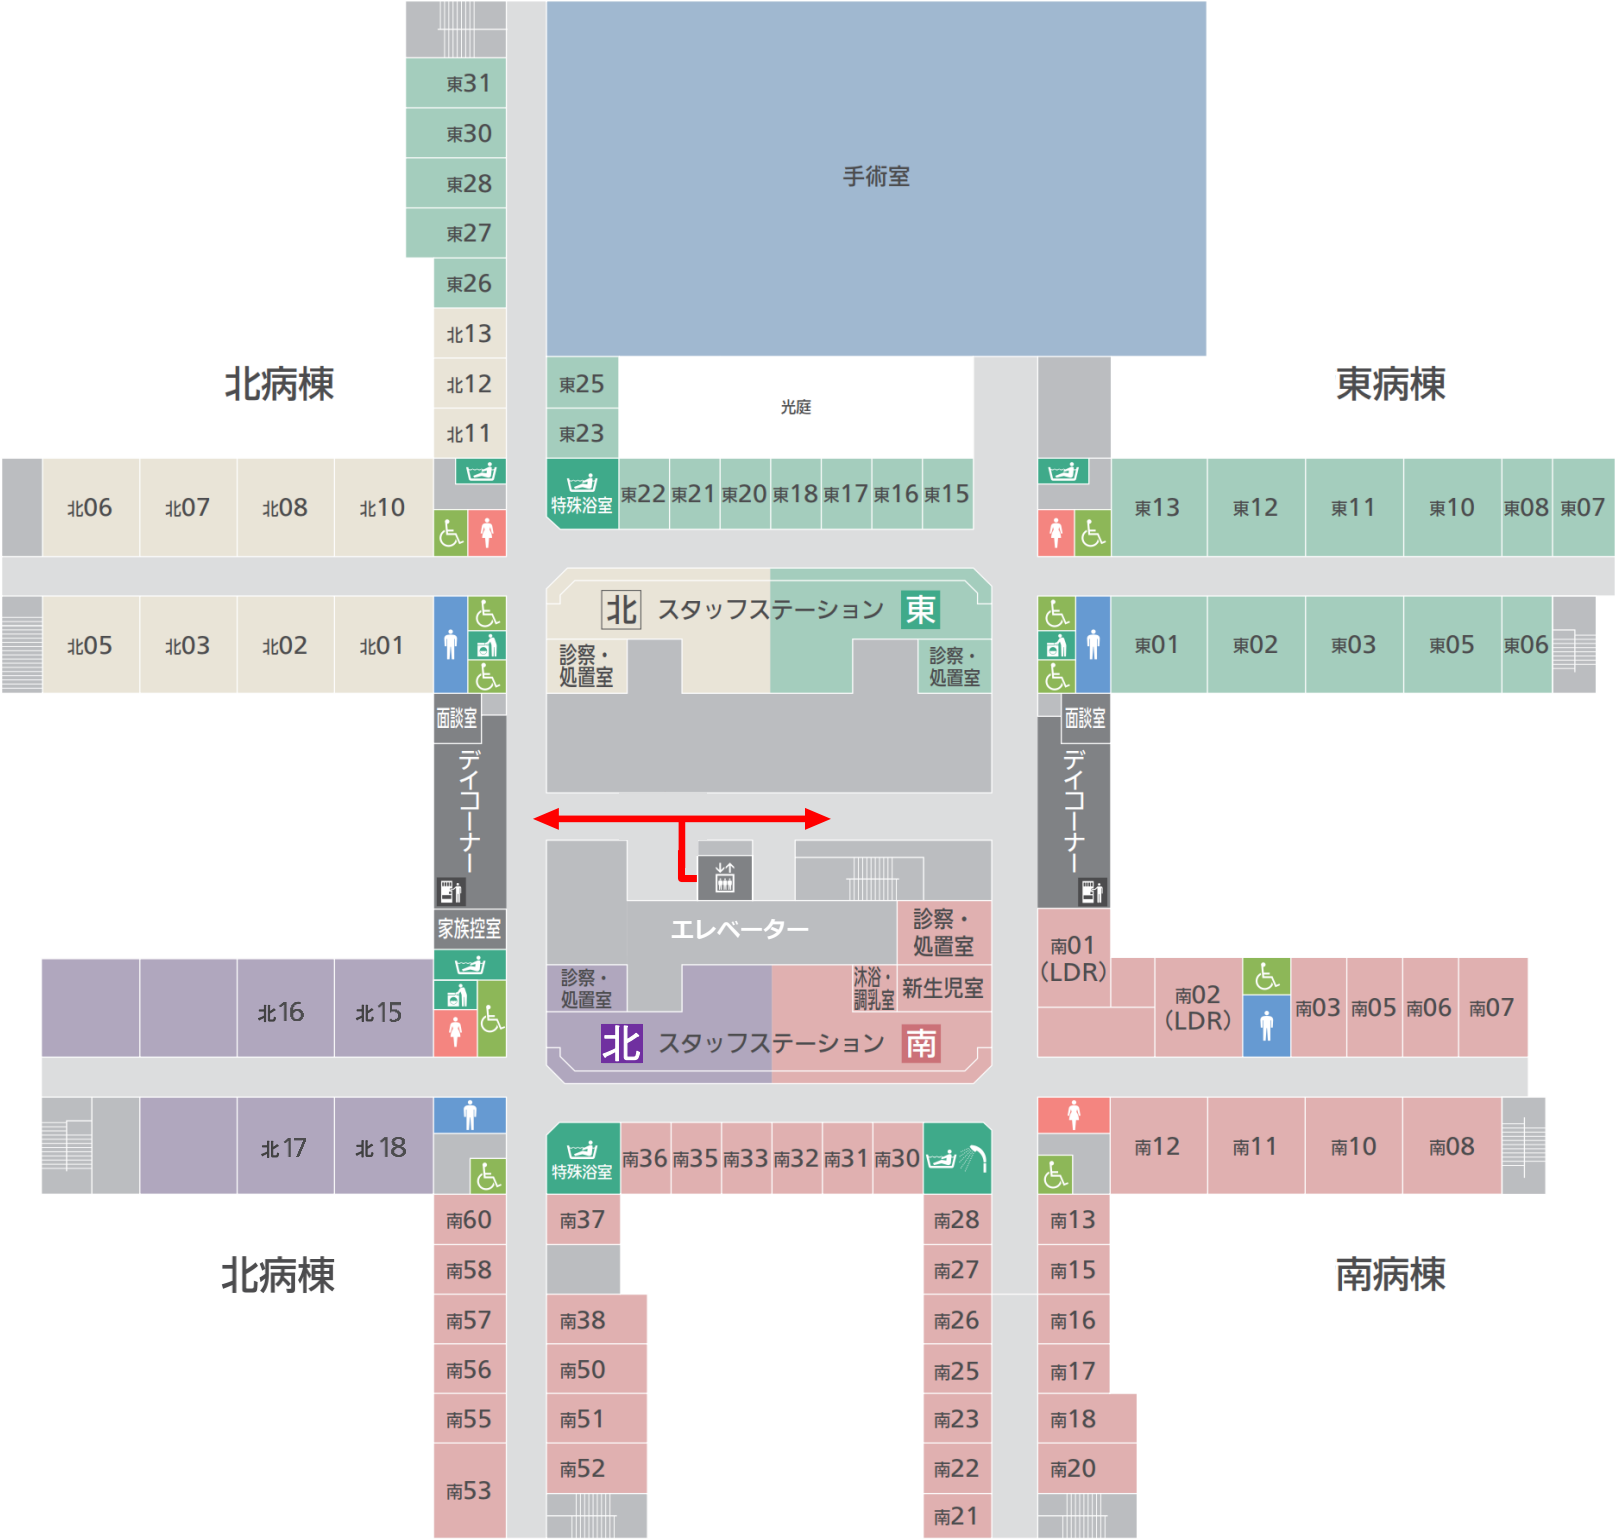 東31
東30
手術室
東28
東27
東26
北13
北病棟
北12
東25
光庭
東病棟
北11
東23
北06
北07
北08
北10
特殊浴室
東22
東21
東20
東18
東17
東16
東15
東13
東12
東11
東10
東08
東07
北
スタッフステーション
東
北05
北03
北02
北01
診察・
処置室
診察・
処置室
東01
東02
東03
東05
東06
面談室
面談室
デイコーナー
デイコーナー
家族控室
エレベーター
診察・
処置室
南01
(LDR)
北16
北15
診察・
処置室
沐浴・
調乳室
新生児室
南02
(LDR)
南03
南05
南06
南07
北
スタッフステーション
南
北17
北18
特殊浴室
南36
南35
南33
南32
南31
南30
南12
南11
南10
南08
南60
南37
南28
南13
北病棟
南58
南27
南15
南病棟
南57
南38
南26
南16
南56
南50
南25
南17
南55
南51
南23
南18
南53
南52
南22
南20
南21